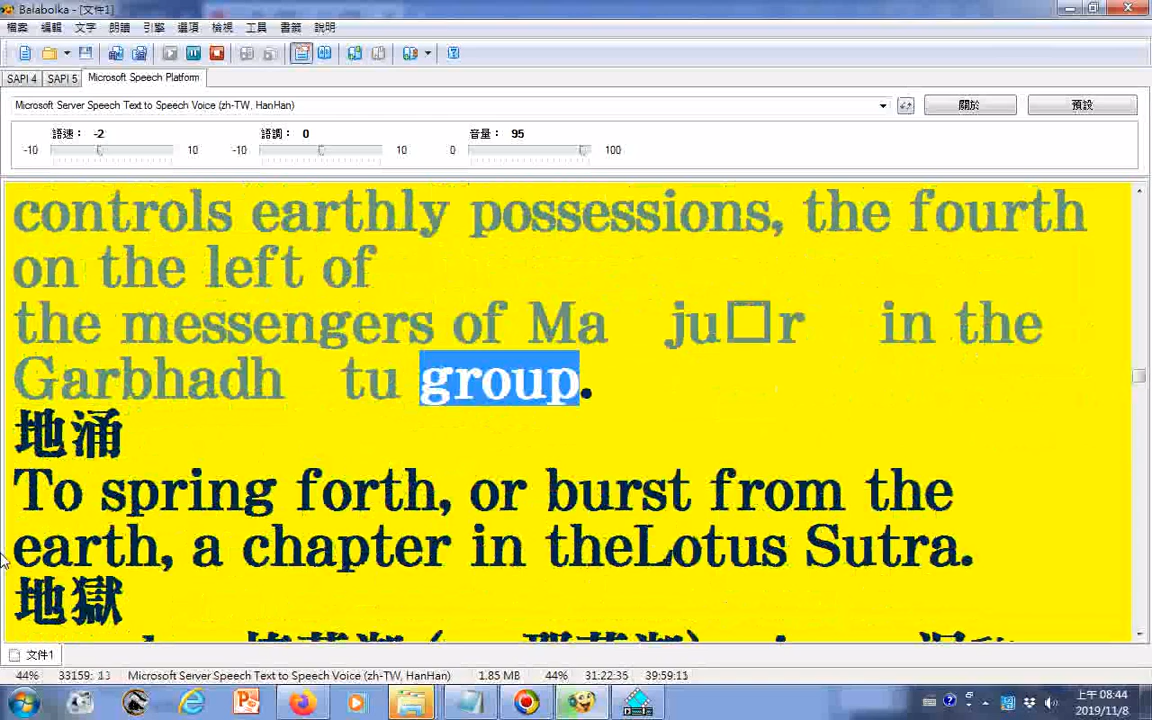 Balabolka - [文件1]
檔案 編輯 文字 朗讀 引擎 選項 檢視 工具 書籤 說明
SAPI 4 SAPI 5 Microsoft Speech Platform
Microsoft Server Speech Text to Speech Voice (zh-TW, HanHan) 關於 預設
語速： -2 語調： 0 音量： 95
-10 10 -10 10 0 100
controls earthly possessions, the fourth
on the left of
the messengers of Ma ju□r in the
Garbhadh tu group.
地涌
To spring forth, or burst from the
earth, a chapter in theLotus Sutra.
地獄
文件1
44% 33159: 13 Microsoft Server Speech Text to Speech Voice (zh-TW, HanHan) 1.85 MB 44% 31:22:35 39:59:11
上午 08:44
2019/11/8